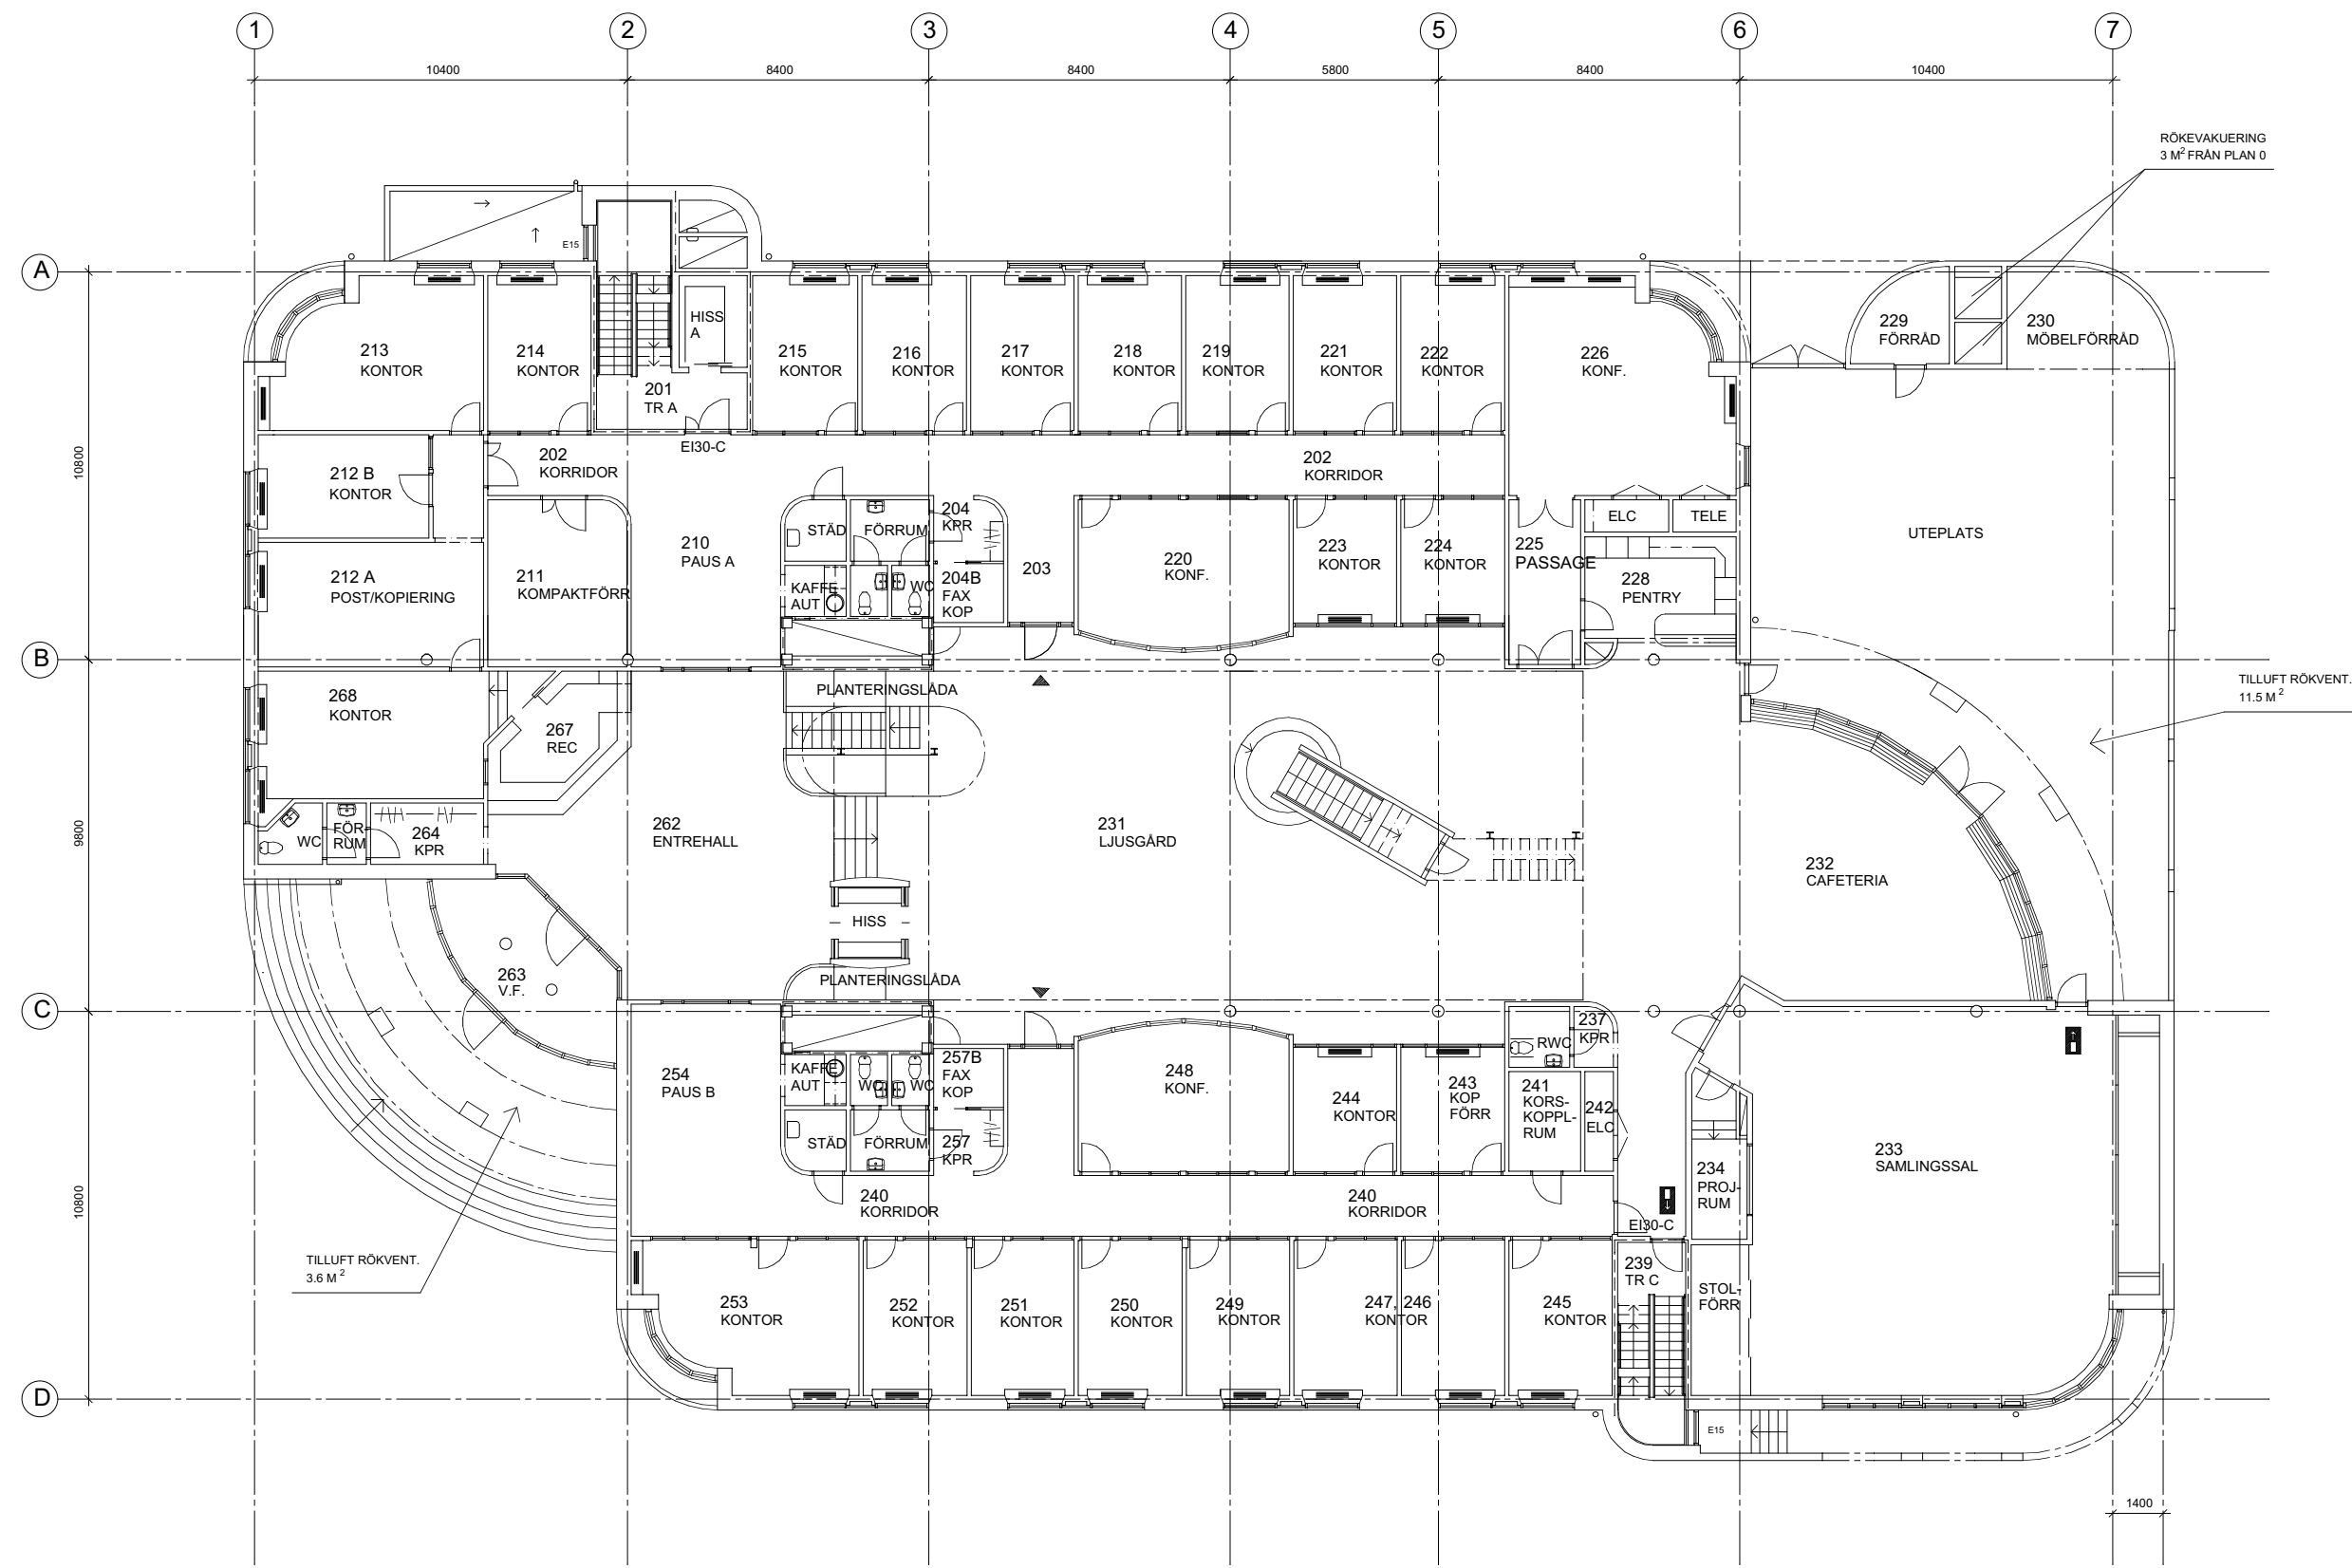 1
2
3
4
5
6
7
10400
8400
8400
5800
8400
10400
RÖKEVAKUERING
3 M2 FRÅN PLAN 0
E15
A
HISS
A
213
KONTOR
214
KONTOR
201
TR A
215
KONTOR
216
KONTOR
217
KONTOR
218
KONTOR
219
KONTOR
221
KONTOR
222
KONTOR
226
KONF.
229
FÖRRÅD
230
MÖBELFÖRRÅD
10800
EI30-C
212 B
KONTOR
202
KORRIDOR
202
KORRIDOR
STÄD
FÖRRUM
204
KPR
ELC
TELE
UTEPLATS
210
PAUS A
203
220
KONF.
223
KONTOR
224
KONTOR
225
PASSAGE
212 A
POST/KOPIERING
211
KOMPAKTFÖRR
KAFFE
AUT
WC
204B
FAX
KOP
228
PENTRY
B
TILLUFT RÖKVENT.
11.5 M 2
268
KONTOR
PLANTERINGSLÅDA
267
REC
9800
WC
FÖR-
RUM
264
KPR
262
ENTREHALL
231
LJUSGÅRD
232
CAFETERIA
HISS
263
V.F.
PLANTERINGSLÅDA
C
237
KPR
RWC
254
PAUS B
KAFFE
AUT
WC
WC
257B
FAX
KOP
248
KONF.
244
KONTOR
243
KOP
FÖRR
241
KORS-
KOPPL-
RUM
242
ELC
STÄD
FÖRRUM
257
KPR
233
SAMLINGSSAL
234
PROJ-
RUM
10800
240
KORRIDOR
240
KORRIDOR
EI30-C
TILLUFT RÖKVENT.
3.6 M 2
239
TR C
STOL-
FÖRR
253
KONTOR
252
KONTOR
251
KONTOR
250
KONTOR
249
KONTOR
247, 246
KONTOR
245
KONTOR
D
E15
1400